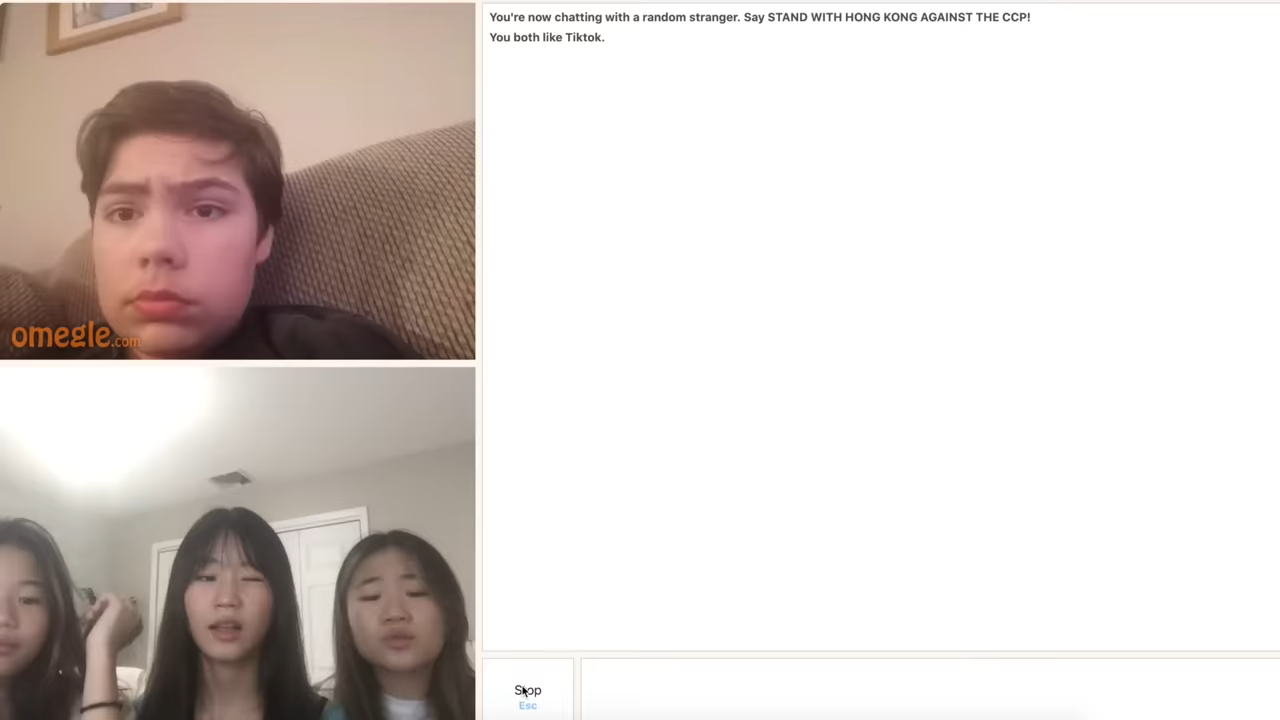 You're now chatting with a random stranger. Say STAND WITH HONG KONG AGAINST THE CCP!
You both like Tiktok.
omegle.com
Stop
Esc